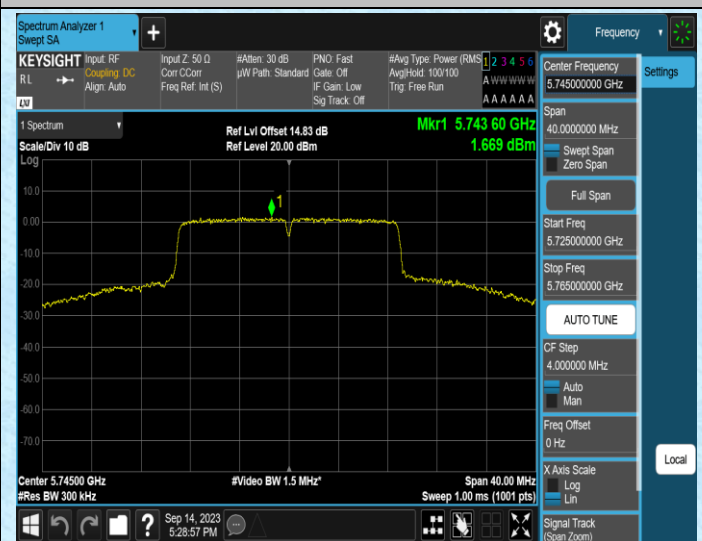 Spectrum Analyzer 1
Swept SA
+
Frequency
KEYSIGHT
RL
LXI
Input: RF
Coupling: DC
Align: Auto
Input Z: 50 Ω
Corr CCorr
Freq Ref: Int (S)
#Atten: 30 dB
µW Path: Standard
PNO: Fast
Gate: Off
IF Gain: Low
Sig Track: Off
#Avg Type: Power (RMS
Avg|Hold: 100/100
Trig: Free Run
1 2 3 4 5 6
A W W W W W
A A A A A A
1 Spectrum
Scale/Div 10 dB
Log
Ref Lvl Offset 14.83 dB
Ref Level 20.00 dBm
Mkr1 5.743 60 GHz
1.669 dBm
10.0
0.00
-10.0
-20.0
-30.0
-40.0
-50.0
-60.0
-70.0
1
Center 5.74500 GHz
#Res BW 300 kHz
#Video BW 1.5 MHz*
Span 40.00 MHz
Sweep 1.00 ms (1001 pts)
?
Sep 14, 2023
5:28:57 PM
Center Frequency
5.745000000 GHz
Span
40.0000000 MHz
Swept Span
Zero Span
Full Span
Start Freq
5.725000000 GHz
Stop Freq
5.765000000 GHz
AUTO TUNE
CF Step
4.000000 MHz
Auto
Man
Freq Offset
0 Hz
X Axis Scale
Log
Lin
Signal Track
(Span Zoom)
Settings
Local